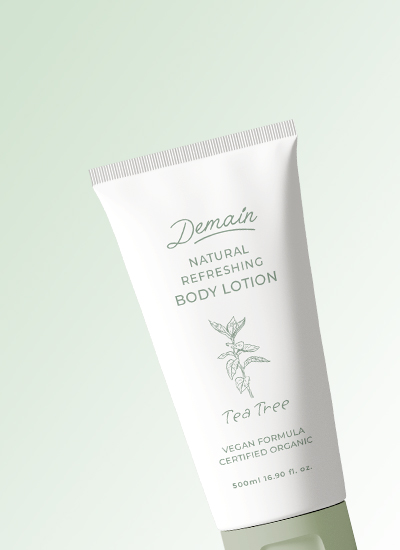 Demain
NATURAL
REFRESHING
BODY LOTION
Tea Tree
VEGAN FORMULA
CERTIFIED ORGANIC
500ml 16.90 fl. oz.